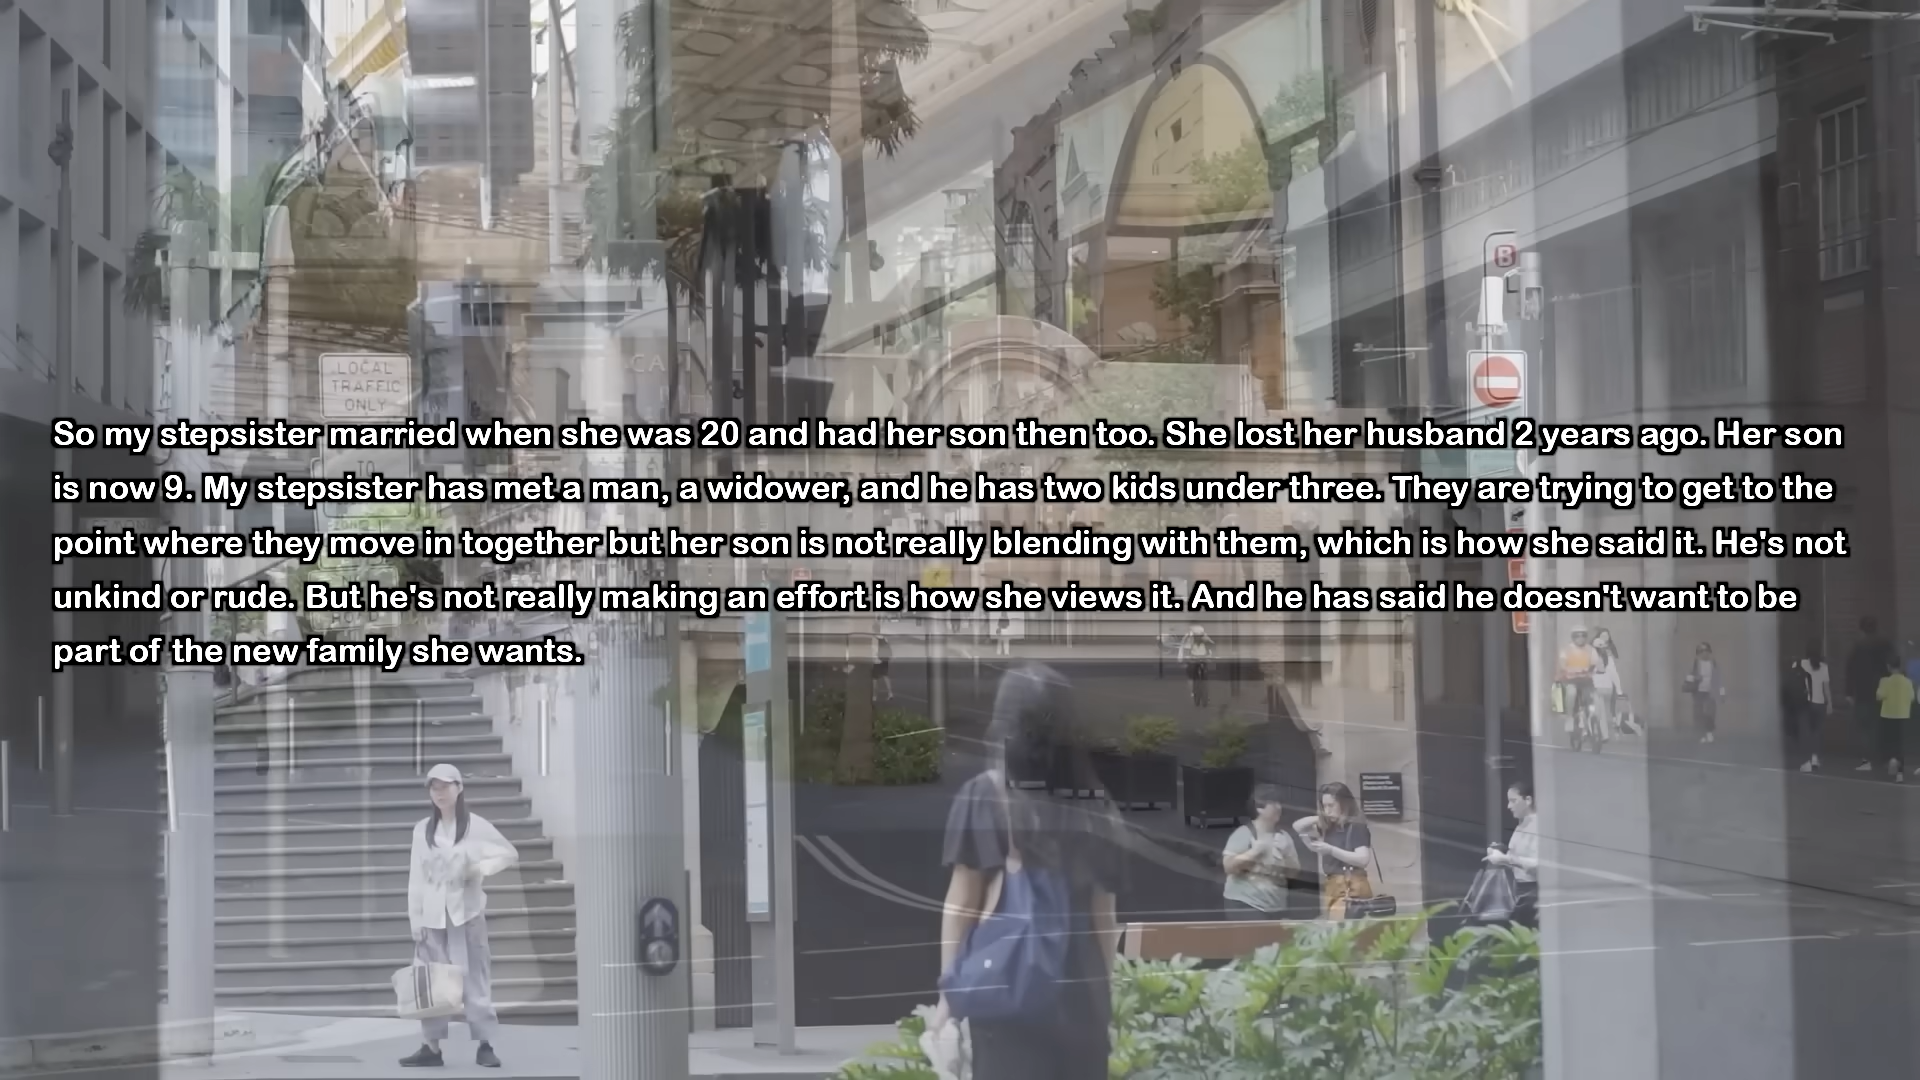 So my stepsister married when she was 20 and had her son then too. She lost her husband 2 years ago. Her son
is now 9. My stepsister has met a man, a widower, and he has two kids under three. They are trying to get to the
point where they move in together but her son is not really blending with them, which is how she said it. He's not
unkind or rude. But he's not really making an effort is how she views it. And he has said he doesn't want to be
part of the new family she wants.
LOCAL
TRAFFIC
ONLY
B